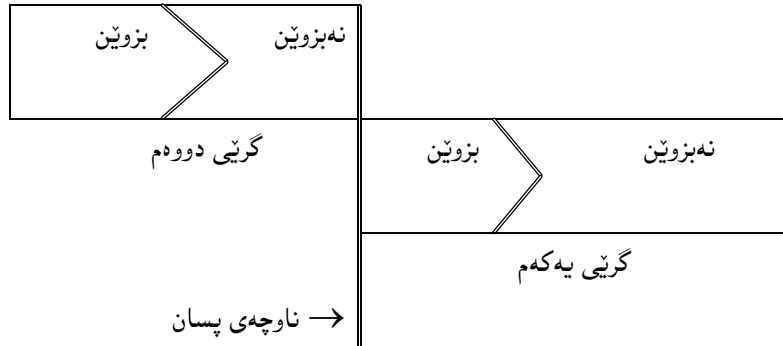 نەبزوێن بزوێن
گرێی دووەم
نەبزوێن بزوێن
گرێی یەکەم
← ناوچەی پسان